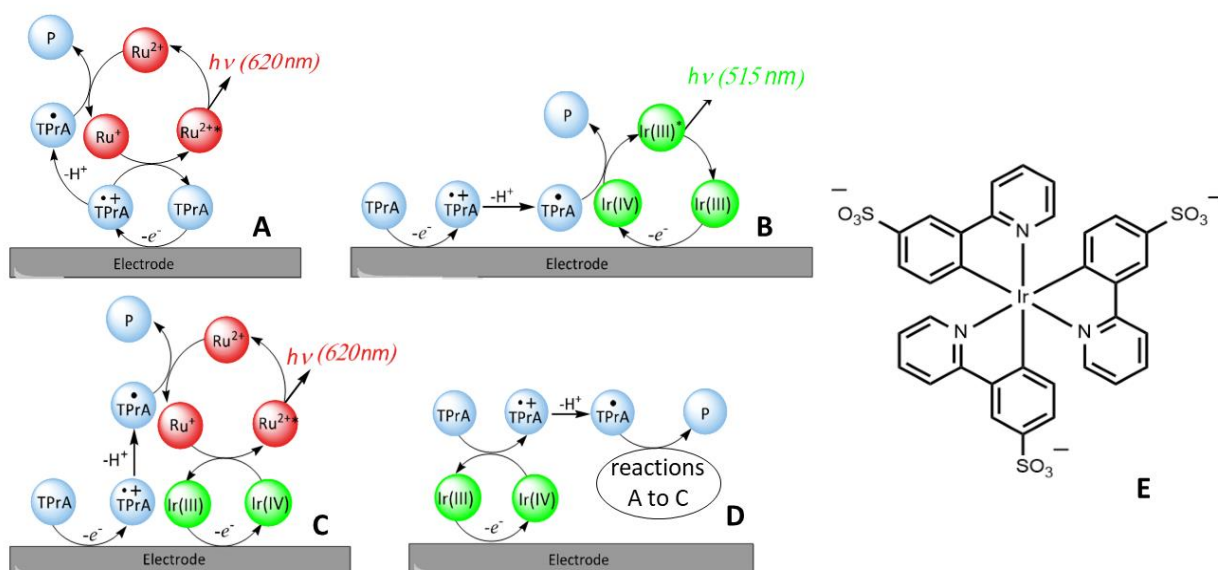 P
Ru2+
hν (620nm)
•
TPrA
Ru+
Ru2+*
-H+
•+
TPrA
TPrA
-e-
A
Electrode
hν (515 nm)
P
Ir(III)*
TPrA
•+
TPrA
-H+
•
TPrA
Ir(IV)
Ir(III)
-e-
-e-
B
Electrode
P
Ru2+
hν (620nm)
•
TPrA
Ru+
Ru2+*
-H+
TPrA
•+
TPrA
Ir(III)
Ir(IV)
-e-
-e-
C
Electrode
TPrA
•+
TPrA
-H+
•
TPrA
P
reactions
A to C
Ir(III)
Ir(IV)
-e-
D
Electrode
SO3−
SO3−
N
Ir
N
N
SO3−
E